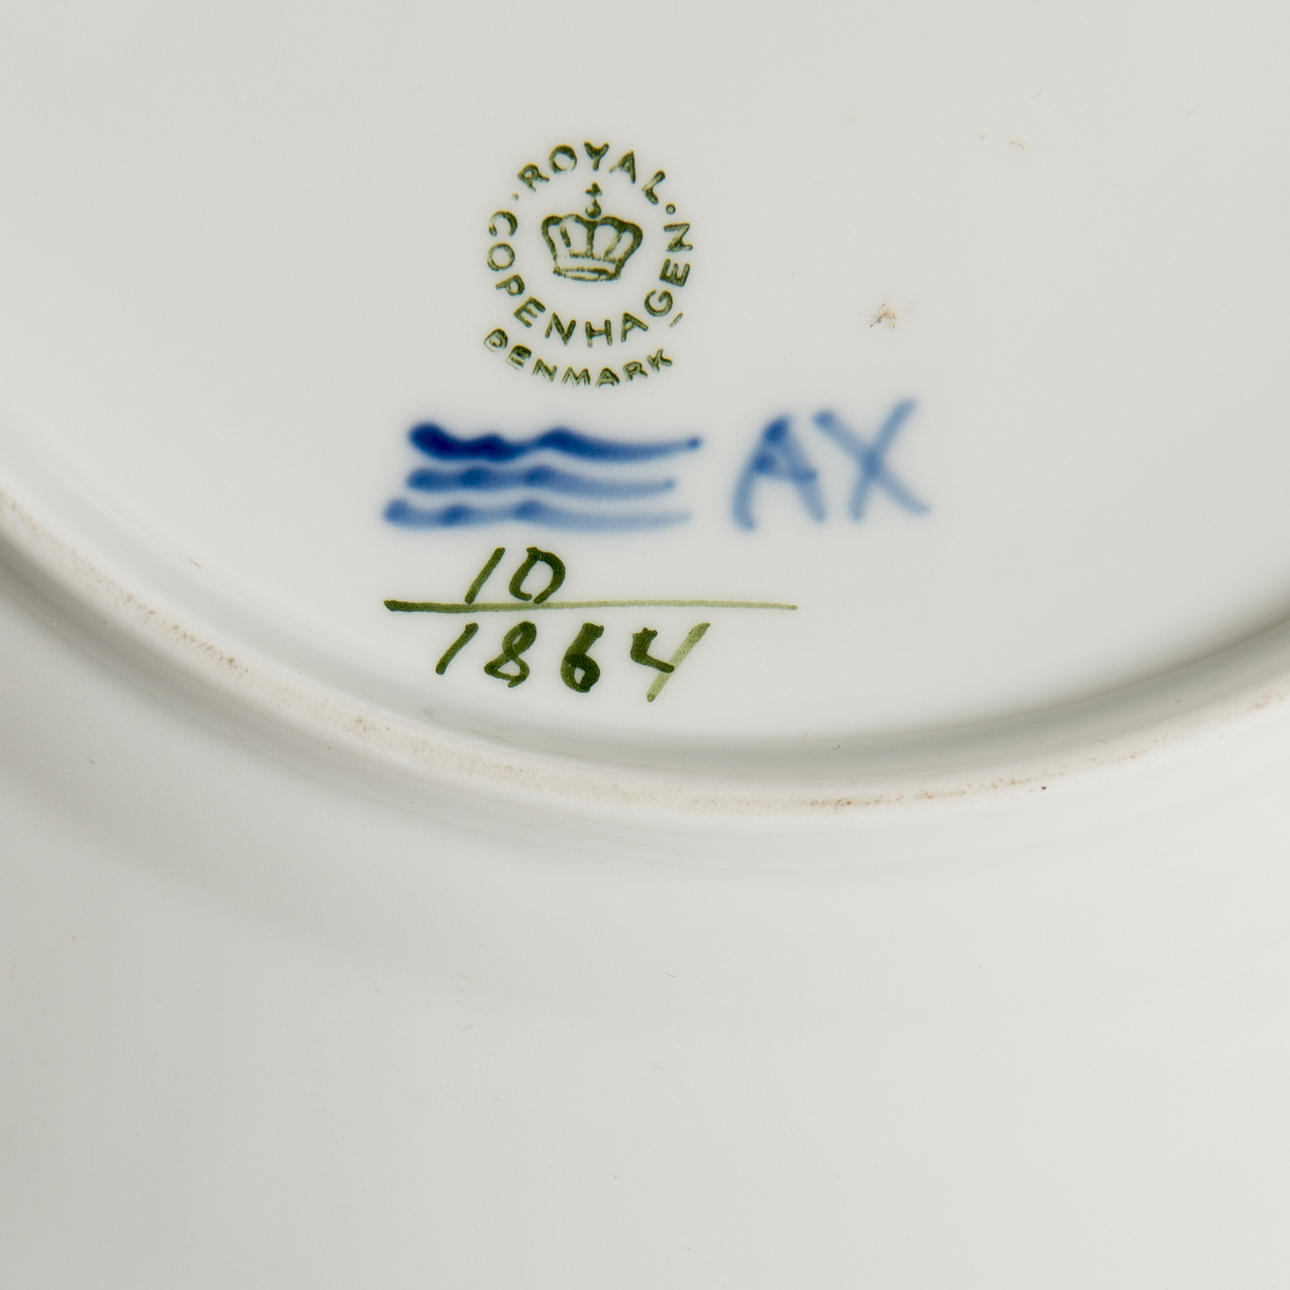 ROYAL
COPENHAGEN
DENMARK
AX
10
1864